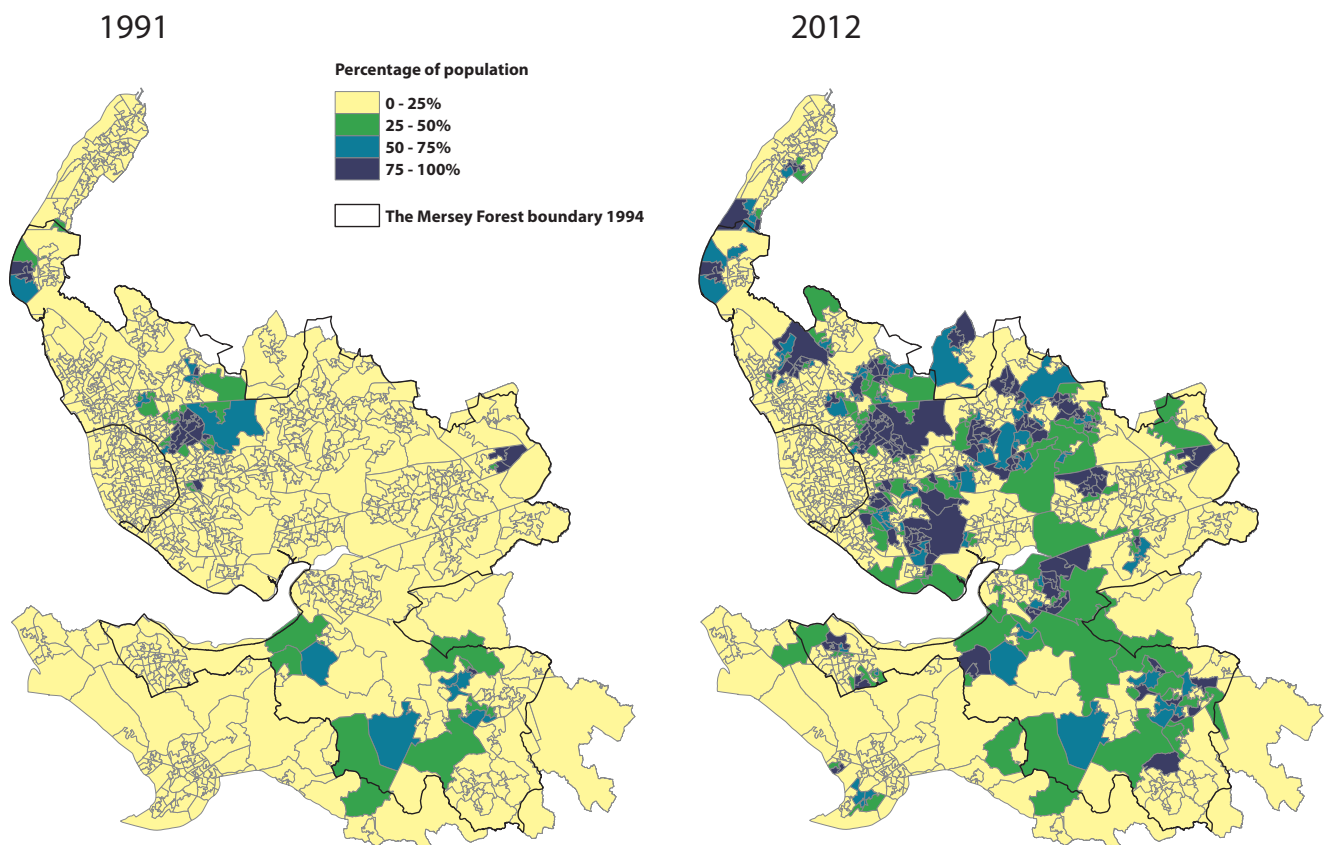 1991
2012
Percentage of population
0 - 25%
25 - 50%
50 - 75%
75 - 100%
The Mersey Forest boundary 1994